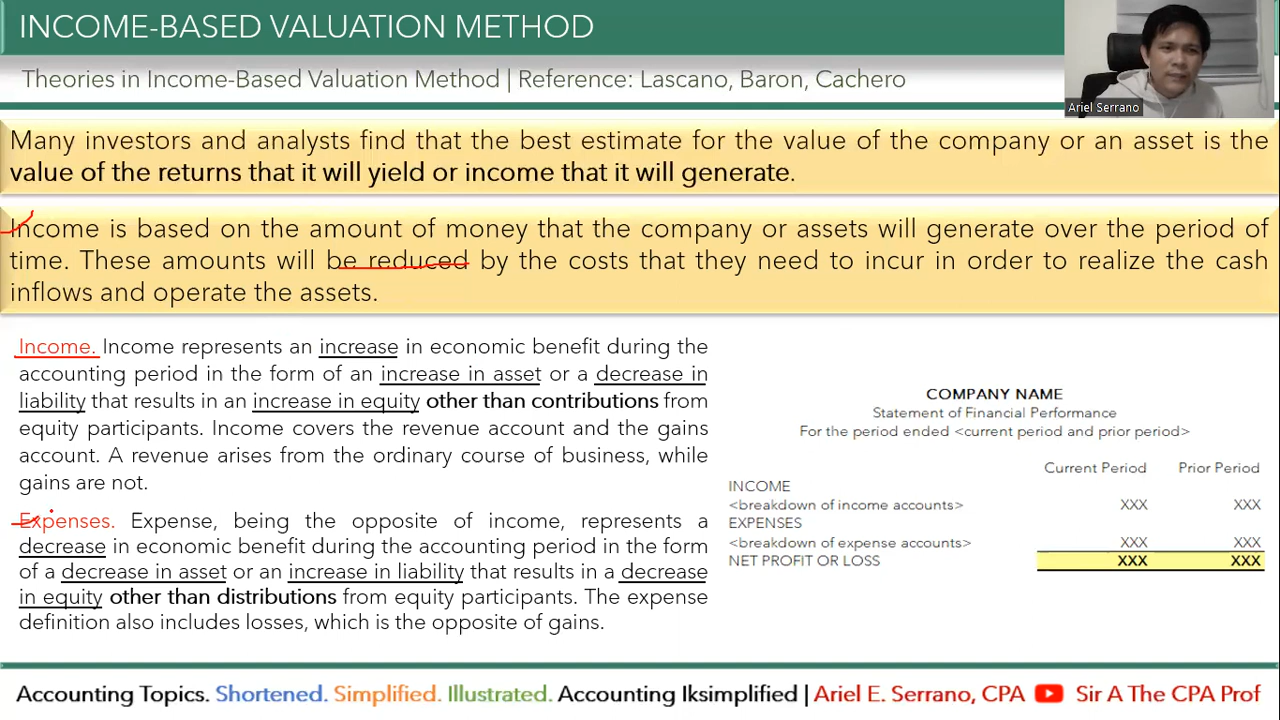 INCOME-BASED VALUATION METHOD
Theories in Income-Based Valuation Method | Reference: Lascano, Baron, Cachero
Ariel Serrano
Many investors and analysts find that the best estimate for the value of the company or an asset is the
value of the returns that it will yield or income that it will generate.
Income is based on the amount of money that the company or assets will generate over the period of
time. These amounts will be reduced by the costs that they need to incur in order to realize the cash
inflows and operate the assets.
Income. Income represents an increase in economic benefit during the
accounting period in the form of an increase in asset or a decrease in
liability that results in an increase in equity other than contributions from
equity participants. Income covers the revenue account and the gains
account. A revenue arises from the ordinary course of business, while
gains are not.
Expenses. Expense, being the opposite of income, represents a
decrease in economic benefit during the accounting period in the form
of a decrease in asset or an increase in liability that results in a decrease
in equity other than distributions from equity participants. The expense
definition also includes losses, which is the opposite of gains.
COMPANY NAME
Statement of Financial Performance
For the period ended <current period and prior period>
Current Period Prior Period
INCOME
<breakdown of income accounts> XXX XXX
EXPENSES
<breakdown of expense accounts> XXX XXX
NET PROFIT OR LOSS XXX XXX
Accounting Topics. Shortened. Simplified. Illustrated. Accounting Iksimplified | Ariel E. Serrano, CPA Sir A The CPA Prof